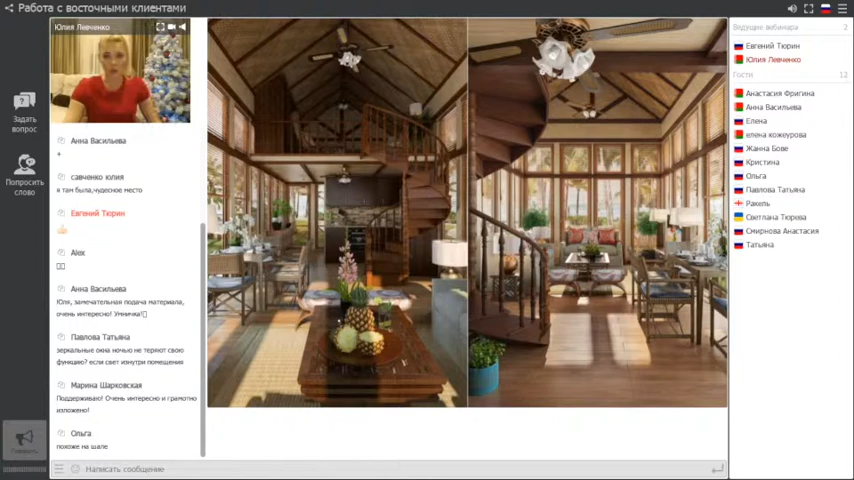 Работа с восточными клиентами
Юлия Левченко
Задать
вопрос
Попросить
слово
Анна Васильева
+
савченко юлия
я там была,чудесное место
Евгений Тюрин
Alex
Анна Васильева
Юля, замечательная подача материала,
очень интересно! Умничка!
Павлова Татьяна
зеркальные окна ночью не теряют свою
функцию? если свет изнутри помещения
Марина Шарковская
Поддерживаю! Очень интересно и грамотно
изложено!
Ольга
похоже на шале
Написать сообщение
Ведущие вебинара 2
Евгений Тюрин
Юлия Левченко
Гости 12
Анастасия Фригина
Анна Васильева
Елена
елена кожеурова
Жанна Бове
Кристина
Ольга
Павлова Татьяна
Ракель
Светлана Тюрева
Смирнова Анастасия
Татьяна